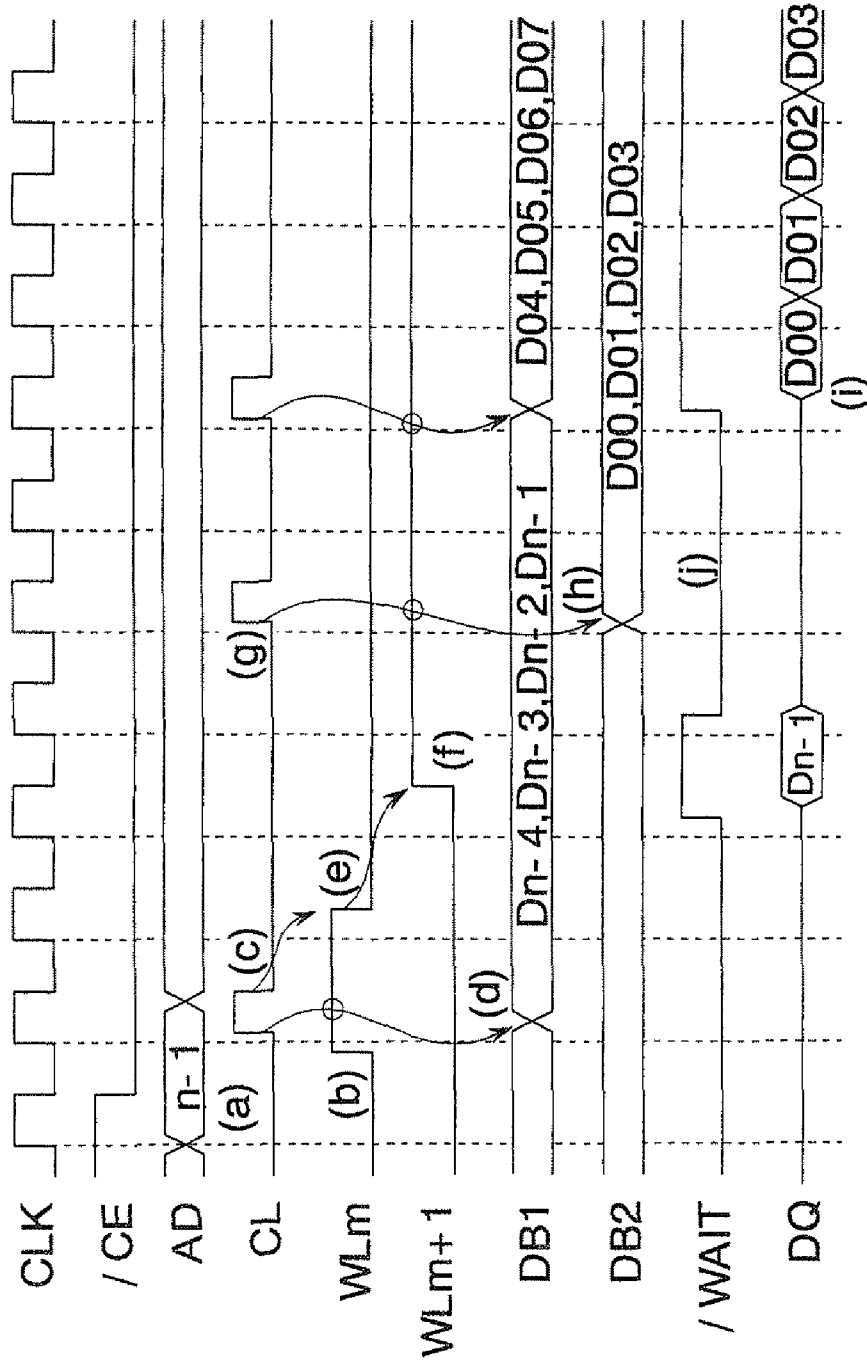 CLK
/ CE
AD n- 1
(a)
CL (c) (g)
WLm (b) (e)
WLm+ 1 (f)
(d) (h)
DB1 Dn- 4,Dn- 3,Dn- 2,Dn- 1 D04,D05,D06,D07
DB2 D00,D01,D02,D03
/ WAIT (j)
DQ Dn- 1 D00 D01 D02 D03
(i)